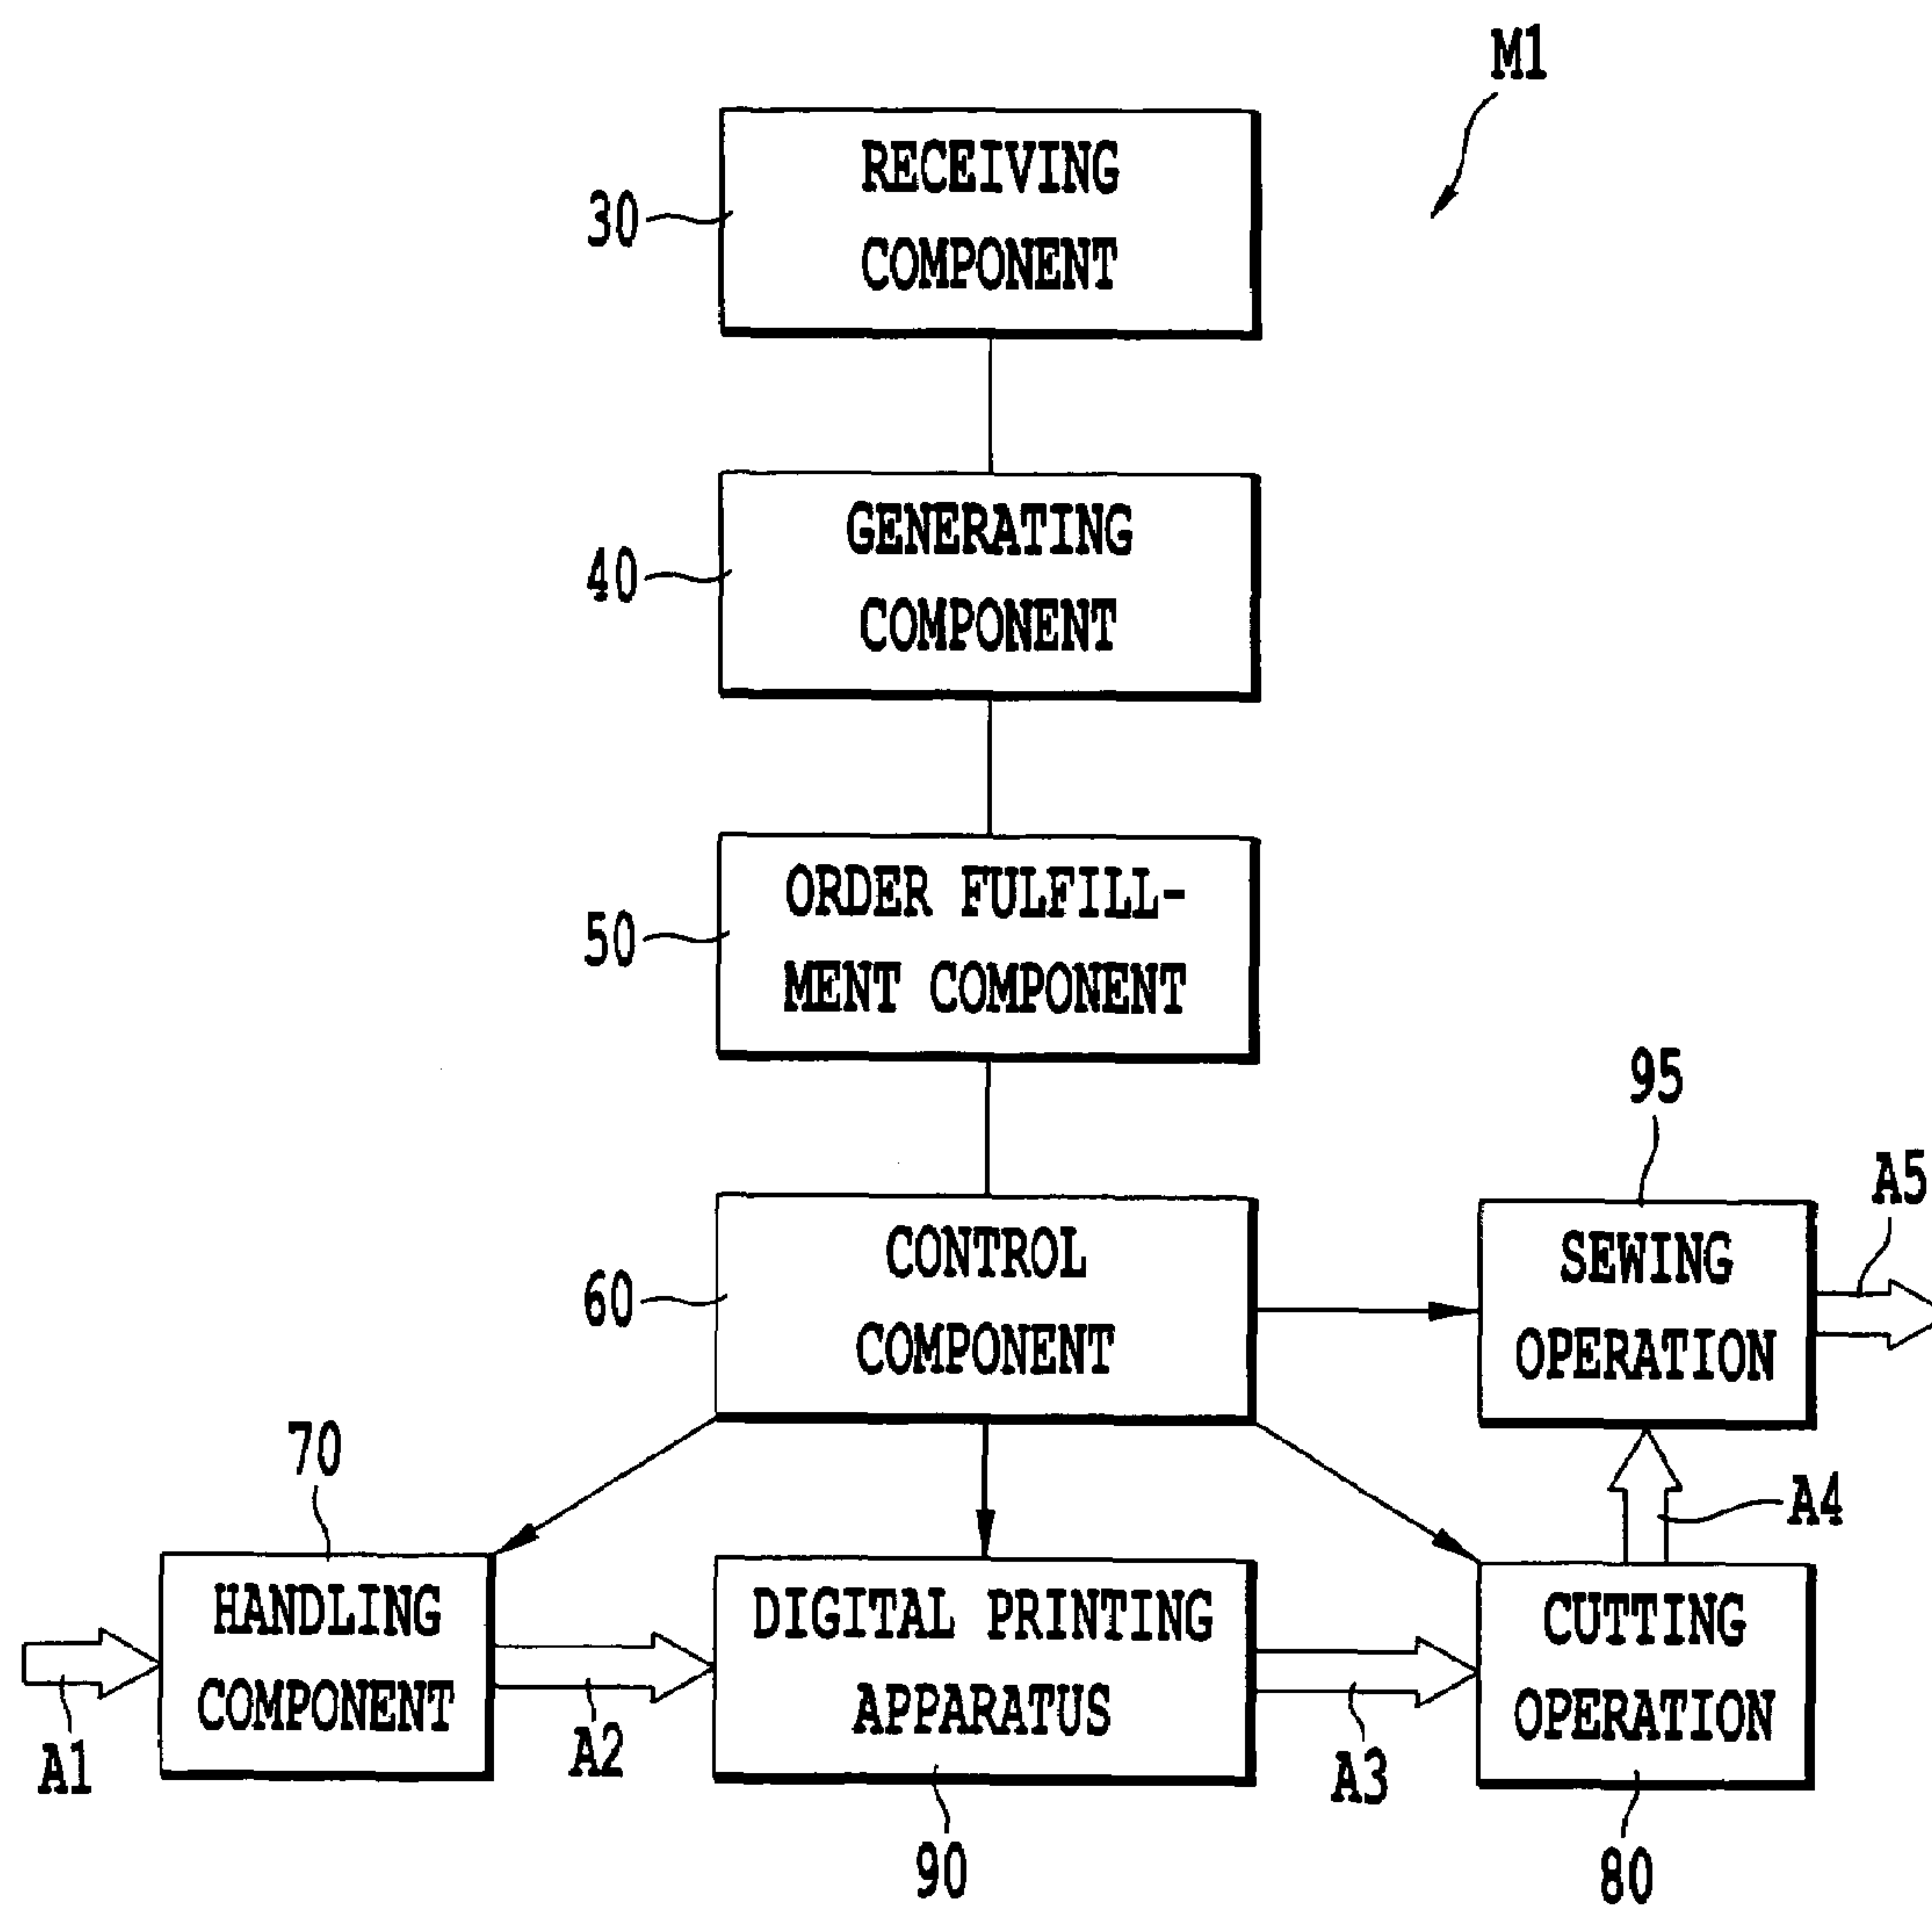 M1
RECEIVING
COMPONENT
30
GENERATING
COMPONENT
40
ORDER FULFILL-
MENT COMPONENT
50
95
A5
CONTROL
COMPONENT
60
SEWING
OPERATION
70
A4
HANDLING
COMPONENT
DIGITAL PRINTING
APPARATUS
CUTTING
OPERATION
A1
A2
A3
90
80